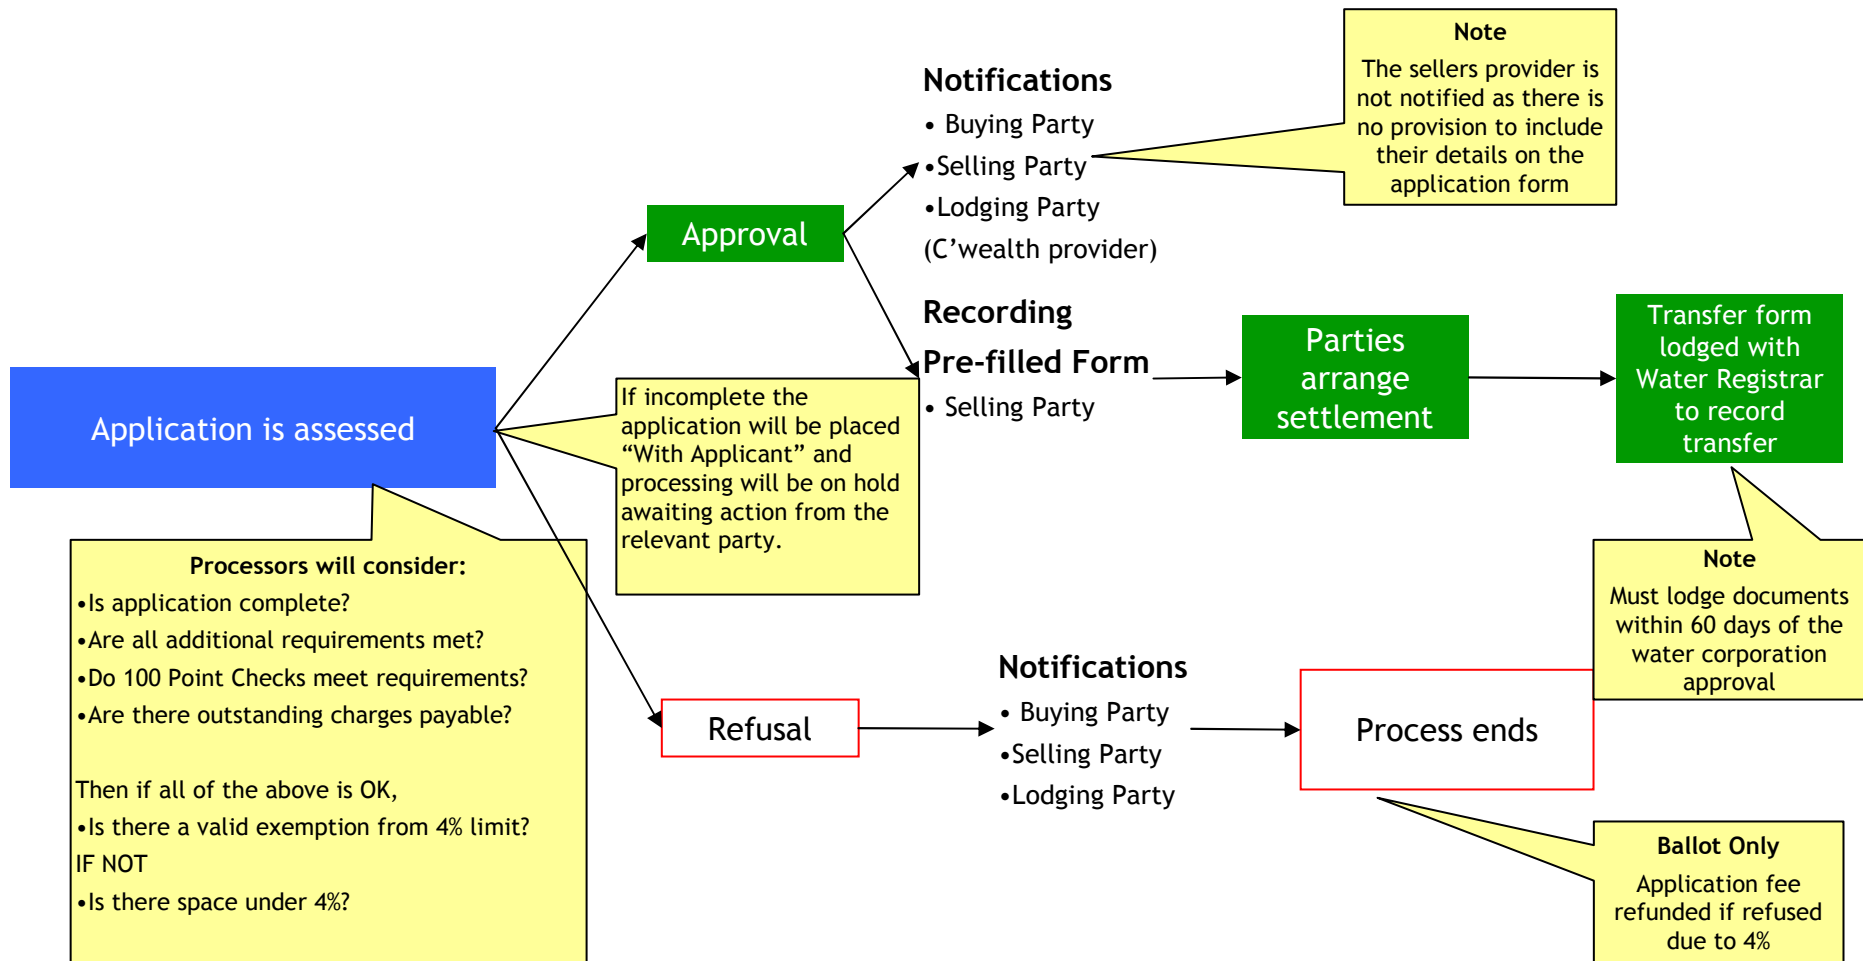 Note
The sellers provider is
not notified as there is
no provision to include
their details on the
application form
Notifications
• Buying Party
•Selling Party
•Lodging Party
(C’wealth provider)
Approval
Recording
Pre-filled Form
• Selling Party
Parties
arrange
settlement
Transfer form
lodged with
Water Registrar
to record
transfer
Application is assessed
If incomplete the
application will be placed
“With Applicant” and
processing will be on hold
awaiting action from the
relevant party.
Processors will consider:
•Is application complete?
•Are all additional requirements met?
•Do 100 Point Checks meet requirements?
•Are there outstanding charges payable?
Then if all of the above is OK,
•Is there a valid exemption from 4% limit?
IF NOT
•Is there space under 4%?
Note
Must lodge documents
within 60 days of the
water corporation
approval
Refusal
Notifications
• Buying Party
•Selling Party
•Lodging Party
Process ends
Ballot Only
Application fee
refunded if refused
due to 4%